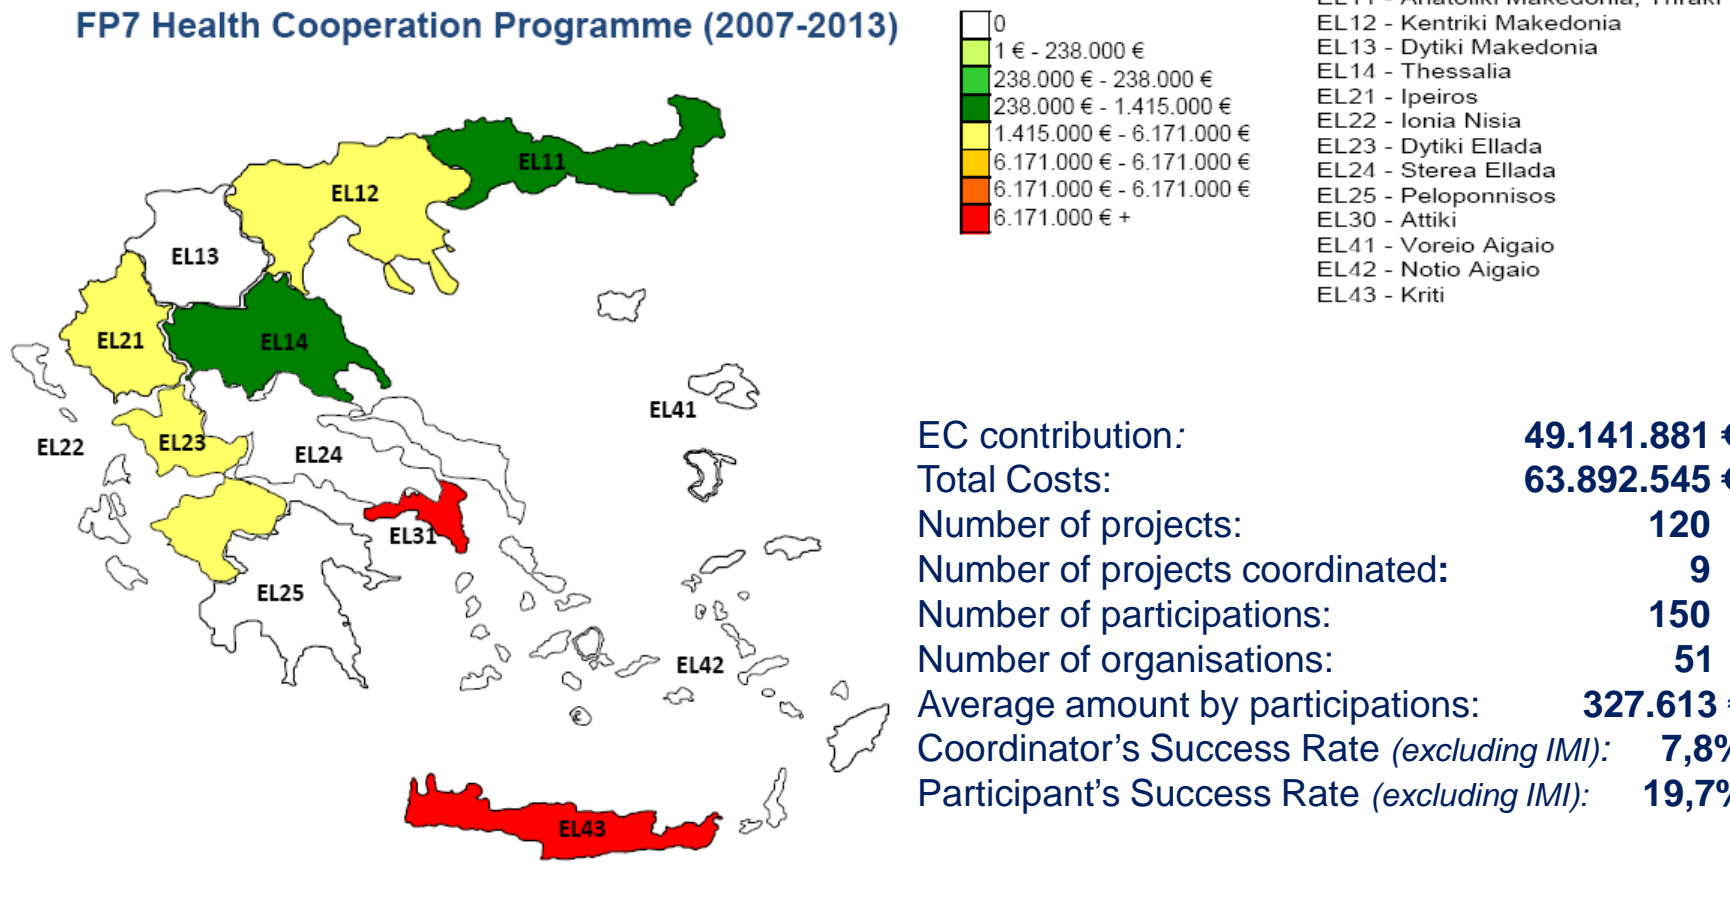 FP7 Health Cooperation Programme (2007-2013)
0
1 € - 238.000 €
238.000 € - 238.000 €
238.000 € - 1.415.000 €
1.415.000 € - 6.171.000 €
6.171.000 € - 6.171.000 €
6.171.000 € - 6.171.000 €
6.171.000 € +
EL11 - Anatoliki Makedonia, Thraki
EL12 - Kentriki Makedonia
EL13 - Dytiki Makedonia
EL14 - Thessalia
EL21 - Ipeiros
EL22 - Ionia Nisia
EL23 - Dytiki Ellada
EL24 - Sterea Ellada
EL25 - Peloponnisos
EL30 - Attiki
EL41 - Voreio Aigaio
EL42 - Notio Aigaio
EL43 - Kriti
EL11
EL12
EL13
EL21
EL14
EL41
EL22
EL23
EL24
EL31
EL25
EL42
EL43
EC contribution: 49.141.881 €
Total Costs: 63.892.545 €
Number of projects: 120
Number of projects coordinated: 9
Number of participations: 150
Number of organisations: 51
Average amount by participations: 327.613 €
Coordinator’s Success Rate (excluding IMI): 7,8%
Participant’s Success Rate (excluding IMI): 19,7%